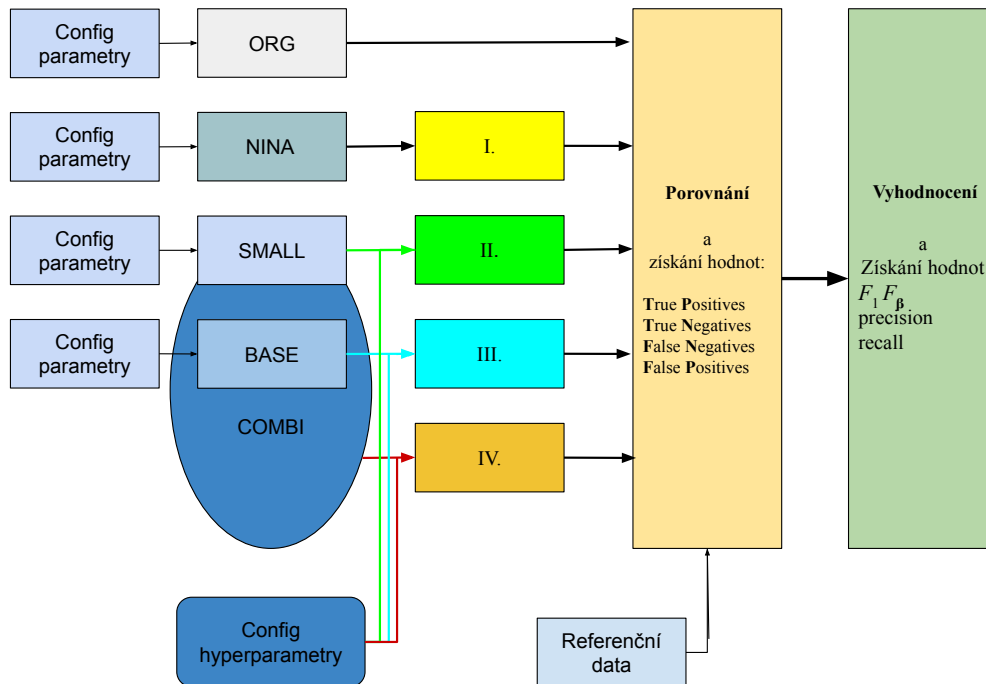 Config
parametry
ORG
Config
parametry
NINA
I.
Config
parametry
SMALL
II.
Config
parametry
BASE
III.
COMBI
IV.
Config
hyperparametry
Porovnání
a
získání hodnot:
True Positives
True Negatives
False Negatives
False Positives
Referenční
data
Vyhodnocení
a
Získání hodnot
F1 Fβ
precision
recall